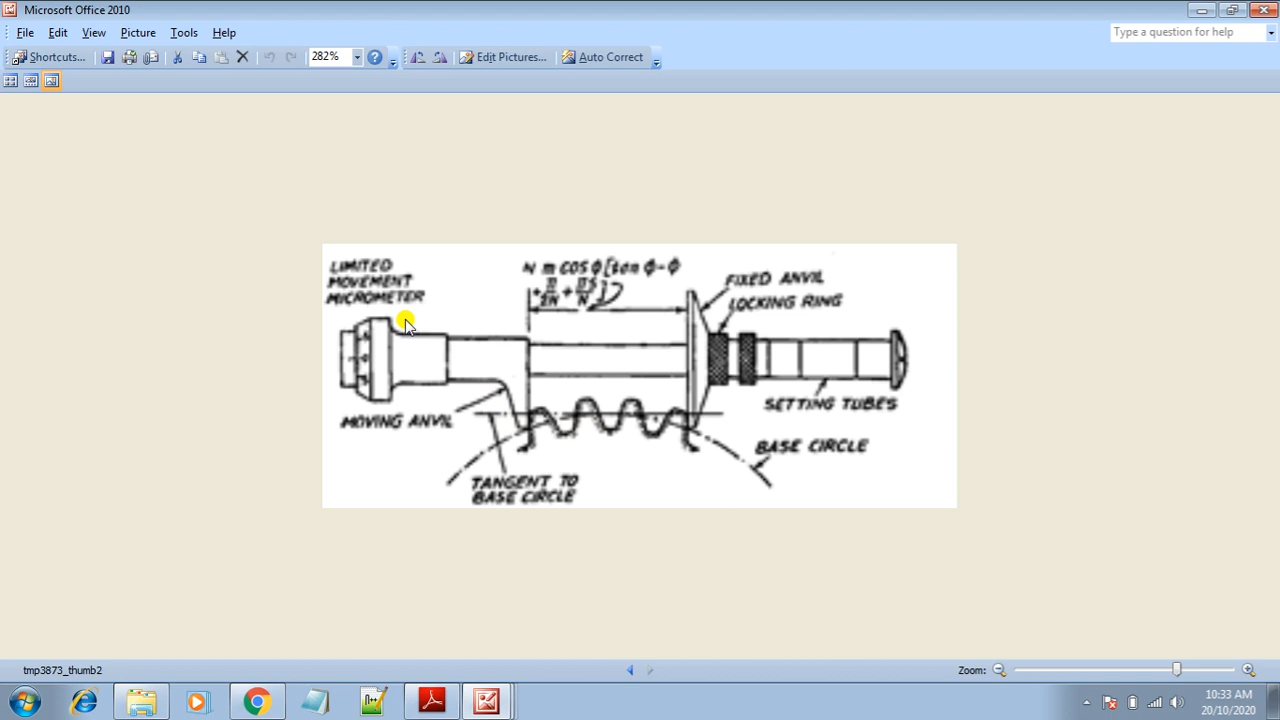 Microsoft Office 2010
File Edit View Picture Tools Help
Type a question for help
Shortcuts... 282% Edit Pictures... Auto Correct
LIMITED
MOVEMENT
MICROMETER
N m COS φ[tan φ-φ
+π/2N + πS/N]
FIXED ANVIL
LOCKING RING
SETTING TUBES
MOVING ANVIL
BASE CIRCLE
TANGENT TO
BASE CIRCLE
tmp3873_thumb2
Zoom:
10:33 AM
20/10/2020